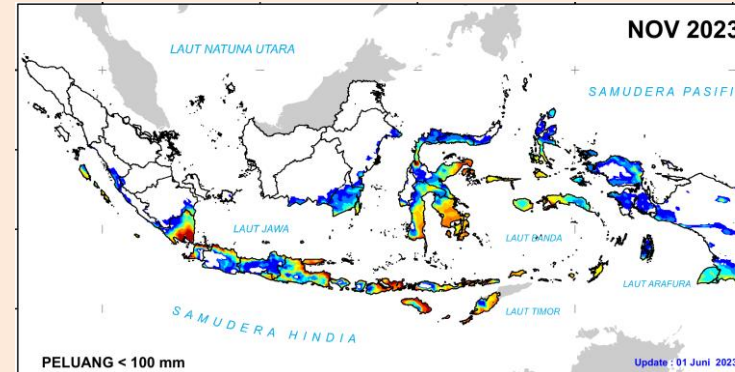 NOV 2023
LAUT NATUNA UTARA
SAMUDERA PASIFI
LAUT JAWA
LAUT BANDA
LAUT ARAFURA
LAUT TIMOR
SAMUDERA HINDIA
PELUANG < 100 mm
Update : 01 Juni 2023